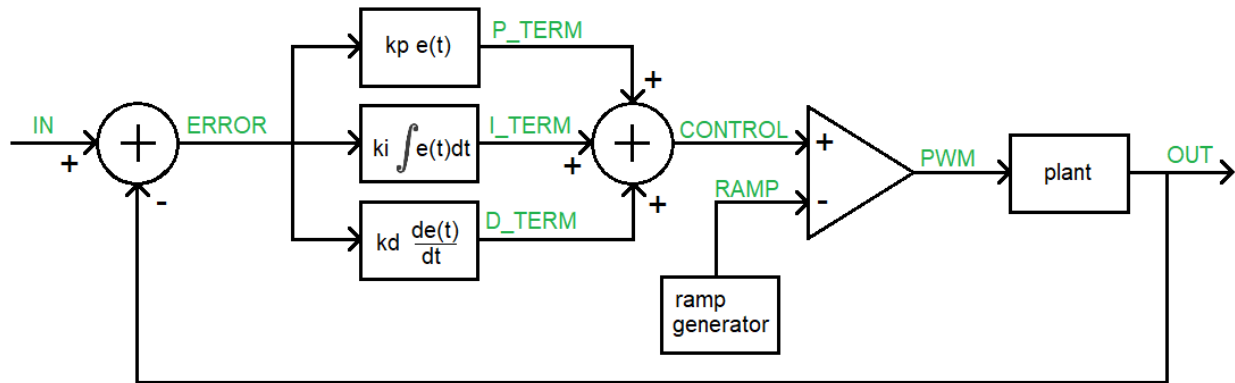 kp e(t)
P_TERM
+
IN
+
+
-
ERROR
ki ∫e(t)dt
I_TERM
+
+
+
CONTROL
+
-
PWM
plant
OUT
RAMP
kd de(t)
dt
D_TERM
ramp
generator